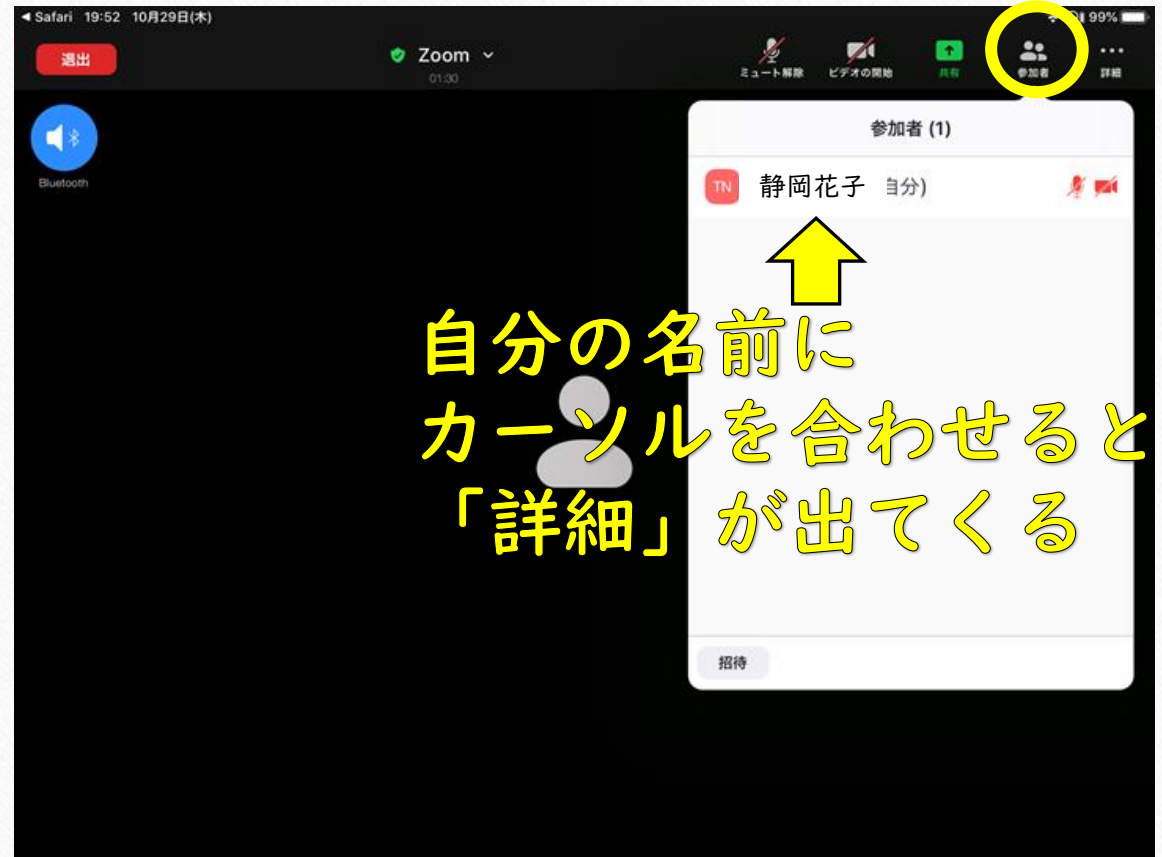 ◀ Safari 19:52 10月29日(木)
99%
退出
Zoom
01:30
ミュート解除 ビデオの開始 共有 参加者 詳細
Bluetooth
参加者 (1)
TN 静岡花子 自分)
自分の名前に
カーソルを合わせると
「詳細」が出てくる
招待